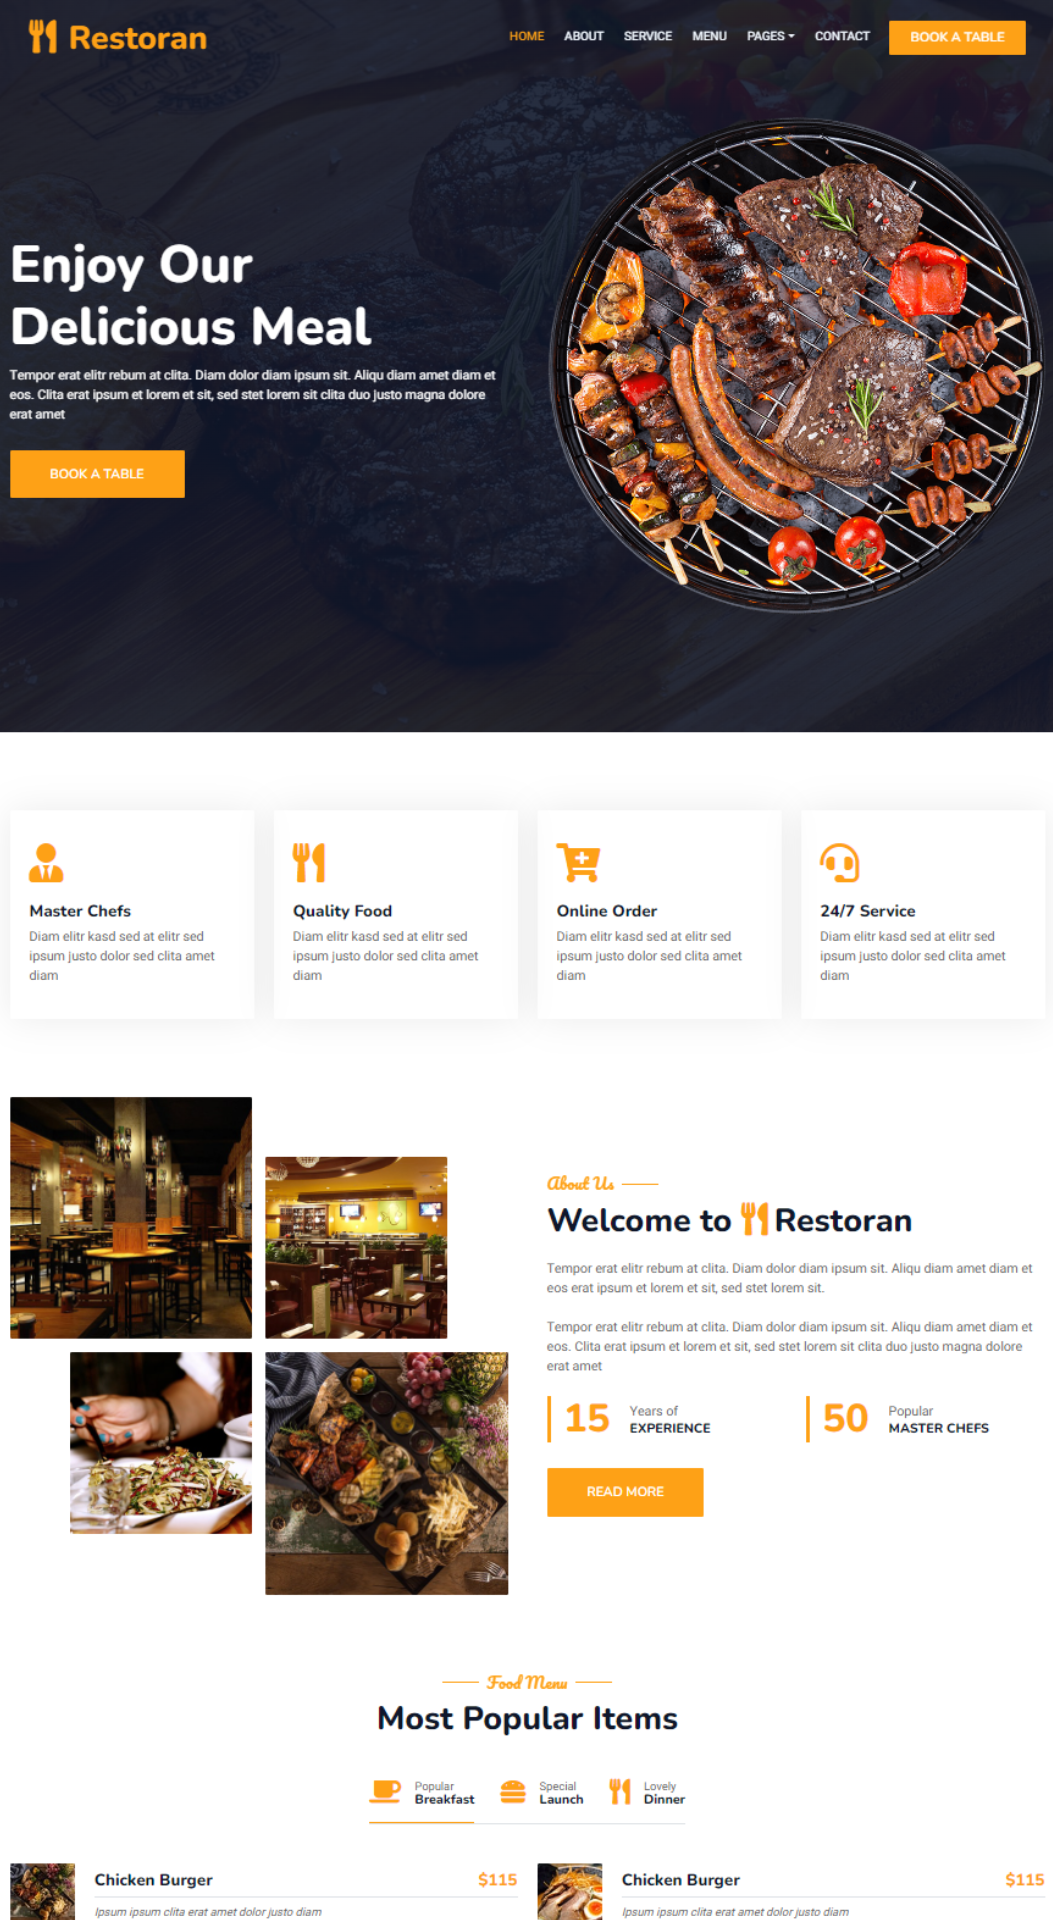 Restoran
HOME ABOUT SERVICE MENU PAGES CONTACT BOOK A TABLE
Enjoy Our
Delicious Meal
Tempor erat elitr rebum at clita. Diam dolor diam ipsum sit. Aliqu diam amet diam et
eos. Clita erat ipsum et lorem et sit, sed stet lorem sit clita duo justo magna dolore
erat amet
BOOK A TABLE
Master Chefs
Diam elitr kasd sed at elitr sed
ipsum justo dolor sed clita amet
diam
Quality Food
Diam elitr kasd sed at elitr sed
ipsum justo dolor sed clita amet
diam
Online Order
Diam elitr kasd sed at elitr sed
ipsum justo dolor sed clita amet
diam
24/7 Service
Diam elitr kasd sed at elitr sed
ipsum justo dolor sed clita amet
diam
About Us
Welcome to Restoran
Tempor erat elitr rebum at clita. Diam dolor diam ipsum sit. Aliqu diam amet diam et
eos erat ipsum et lorem et sit, sed stet lorem sit.
Tempor erat elitr rebum at clita. Diam dolor diam ipsum sit. Aliqu diam amet diam et
eos. Clita erat ipsum et lorem et sit, sed stet lorem sit clita duo justo magna dolore
erat amet
15
Years of
EXPERIENCE
50
Popular
MASTER CHEFS
READ MORE
Food Menu
Most Popular Items
Popular
Breakfast
Special
Launch
Lovely
Dinner
Chicken Burger $115
Ipsum ipsum clita erat amet dolor justo diam
Chicken Burger $115
Ipsum ipsum clita erat amet dolor justo diam